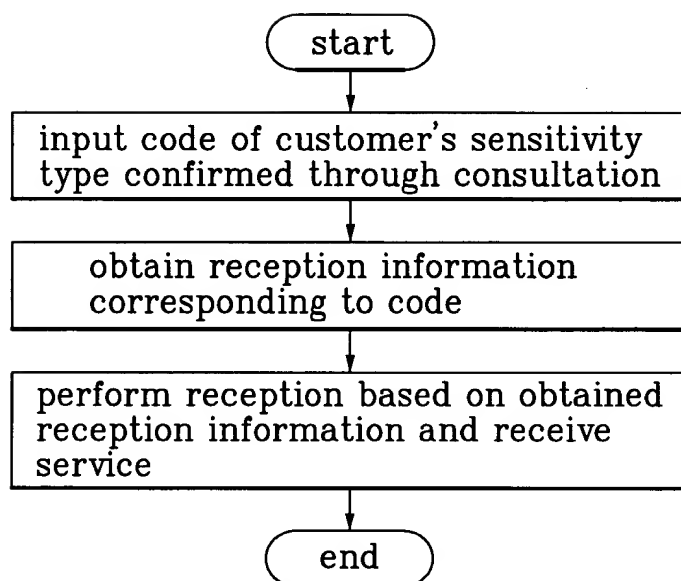 start
input code of customer's sensitivity
type confirmed through consultation
obtain reception information
corresponding to code
perform reception based on obtained
reception information and receive
service
end